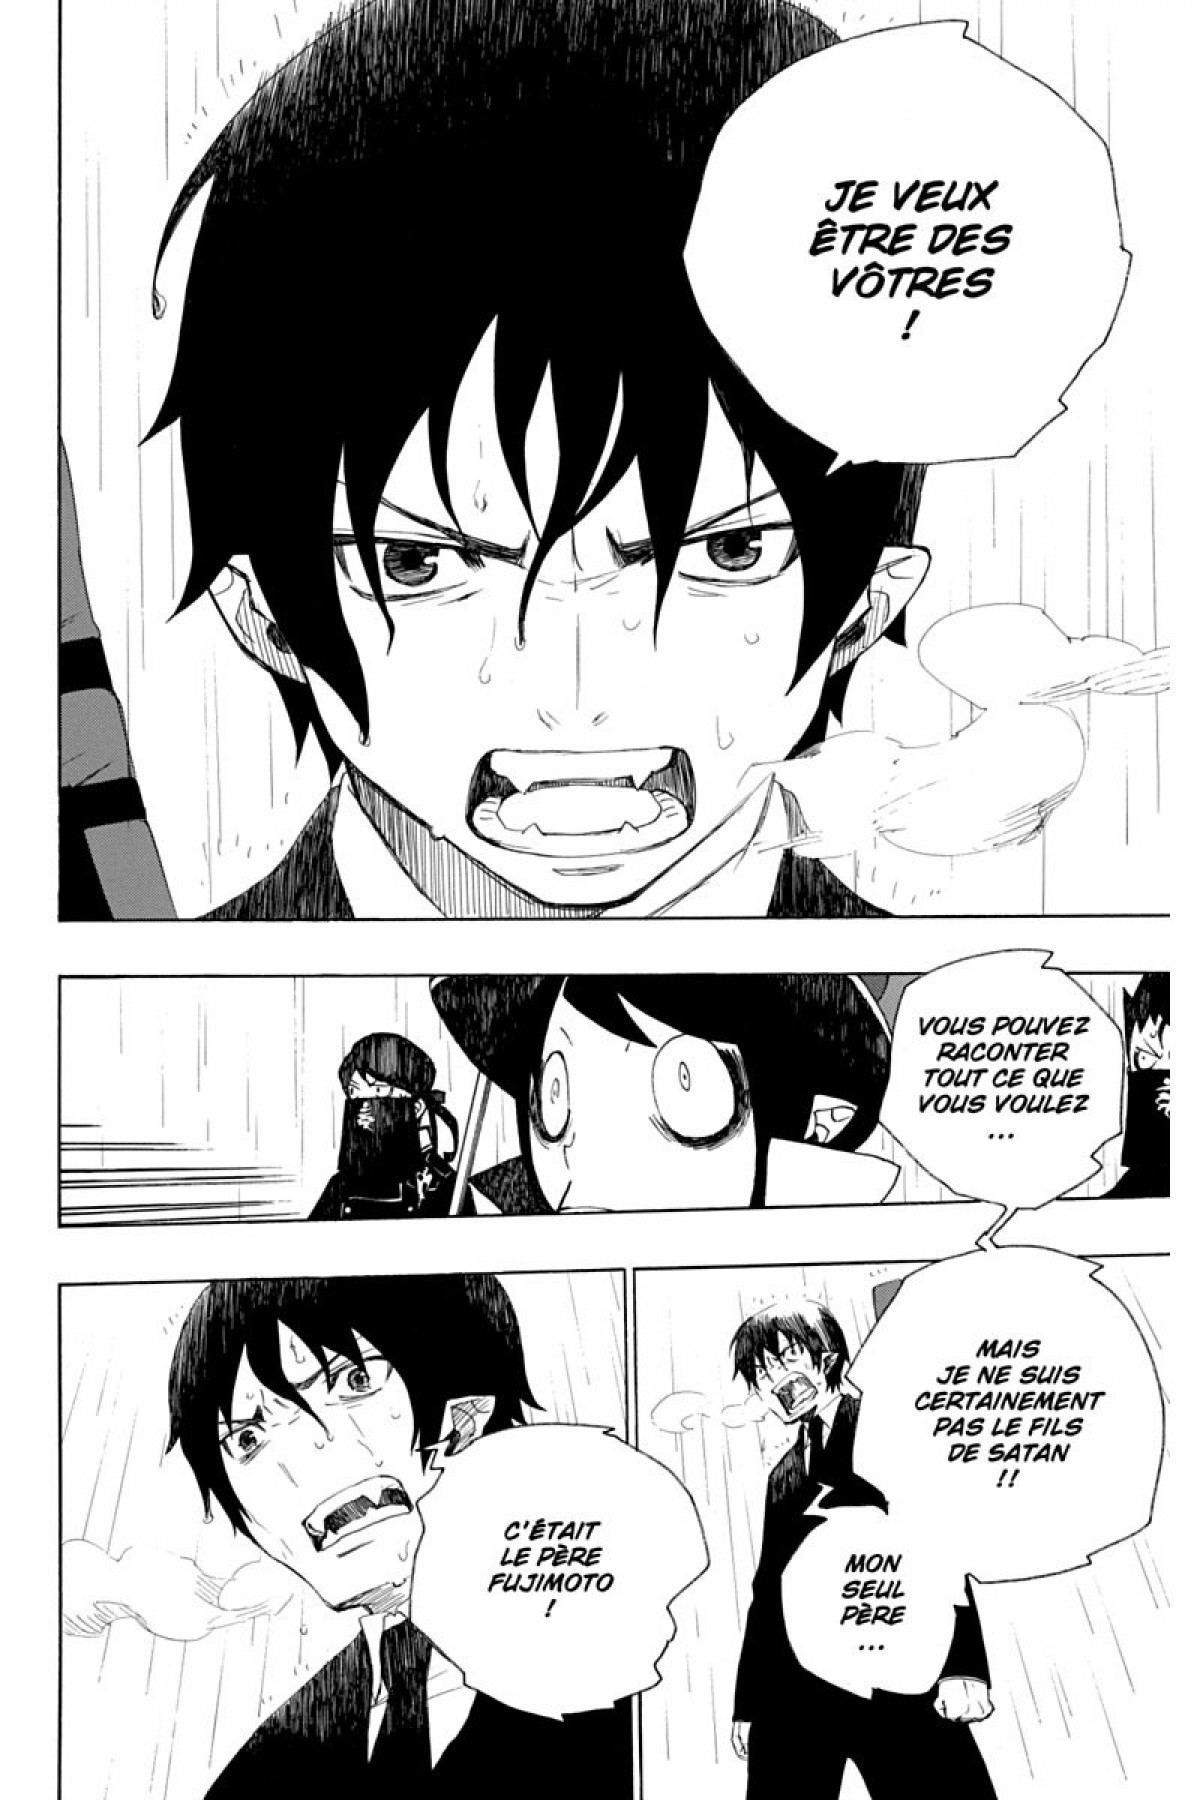 JE VEUX
ÊTRE DES
VÔTRES
!
VOUS POUVEZ
RACONTER
TOUT CE QUE
VOUS VOULEZ
...
MAIS
JE NE SUIS
CERTAINEMENT
PAS LE FILS
DE SATAN
!!
MON
SEUL
PÈRE
...
C'ÉTAIT
LE PÈRE
FUJIMOTO
!